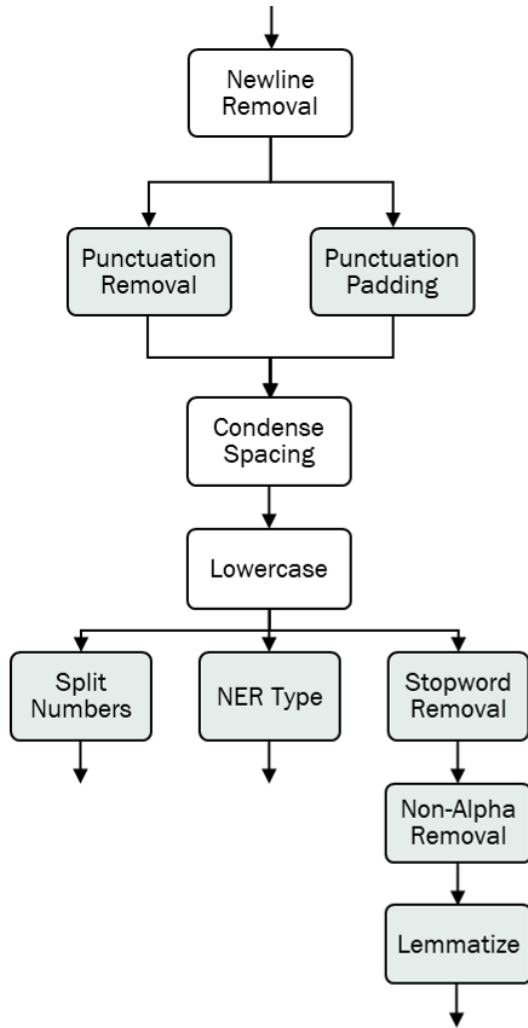 Newline
Removal
Punctuation
Removal
Punctuation
Padding
Condense
Spacing
Lowercase
Split
Numbers
NER Type
Stopword
Removal
Non-Alpha
Removal
Lemmatize